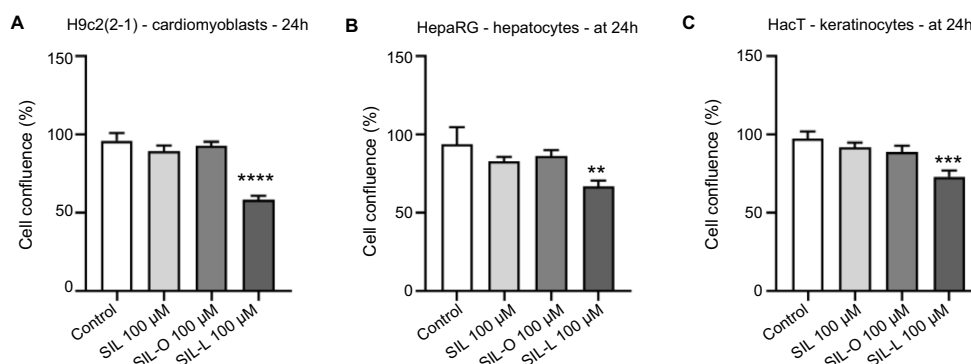 A
H9c2(2-1) - cardiomyoblasts - 24h
Cell confluence (%)
150
100
50
0
****
Control
SIL 100 µM
SIL-O 100 µM
SIL-L 100 µM
B
HepaRG - hepatocytes - at 24h
Cell confluence (%)
150
100
50
0
**
Control
SIL 100 µM
SIL-O 100 µM
SIL-L 100 µM
C
HacT - keratinocytes - at 24h
Cell confluence (%)
150
100
50
0
***
Control
SIL 100 µM
SIL-O 100 µM
SIL-L 100 µM